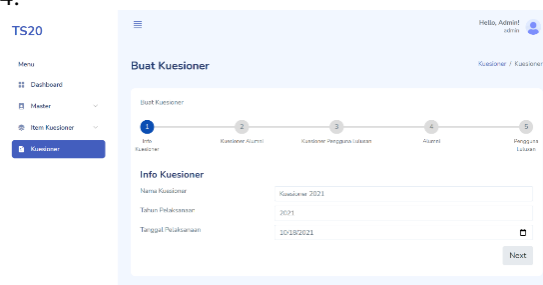 4.
TS20
Hello, Admin!
admin
Menu
Dashboard
Master
Item Kuesioner
Kuesioner
Buat Kuesioner
Kuesioner / Kuesioner
Buat Kuesioner
1 2 3 4 5
Info Kuesioner
Kuesioner Alumni
Kuesioner Pengguna Lulusan
Alumni
Pengguna Lulusan
Info Kuesioner
Nama Kuesioner
Kuesioner 2021
Tahun Pelaksanaan
2021
Tanggal Pelaksanaan
10/18/2021
Next